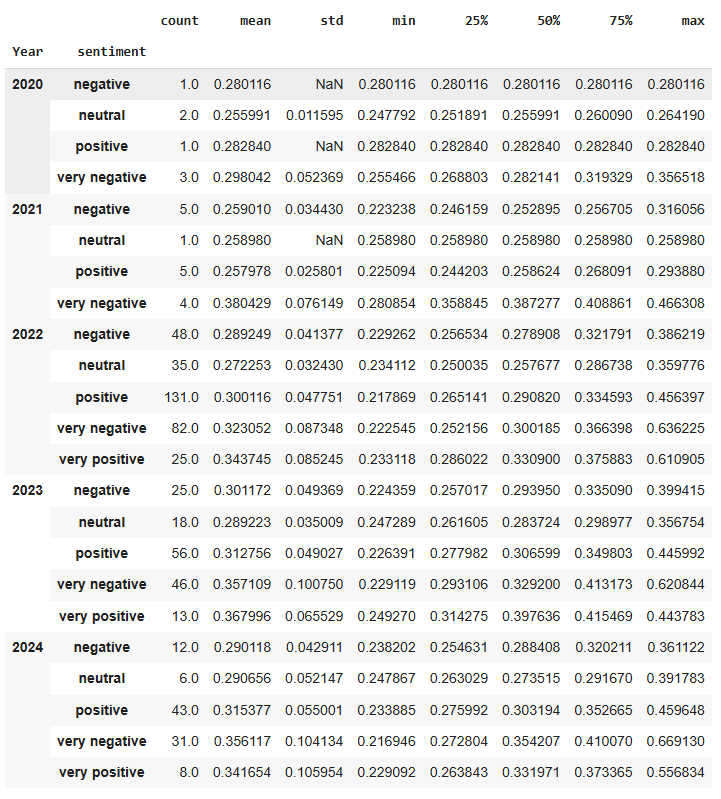 count mean std min 25% 50% 75% max
Year sentiment
2020 negative 1.0 0.280116 NaN 0.280116 0.280116 0.280116 0.280116 0.280116
neutral 2.0 0.255991 0.011595 0.247792 0.251891 0.255991 0.260090 0.264190
positive 1.0 0.282840 NaN 0.282840 0.282840 0.282840 0.282840 0.282840
very negative 3.0 0.298042 0.052369 0.255466 0.268803 0.282141 0.319329 0.356518
2021 negative 5.0 0.259010 0.034430 0.223238 0.246159 0.252895 0.256705 0.316056
neutral 1.0 0.258980 NaN 0.258980 0.258980 0.258980 0.258980 0.258980
positive 5.0 0.257978 0.025801 0.225094 0.244203 0.258624 0.268091 0.293880
very negative 4.0 0.380429 0.076149 0.280854 0.358845 0.387277 0.408861 0.466308
2022 negative 48.0 0.289249 0.041377 0.229262 0.256534 0.278908 0.321791 0.386219
neutral 35.0 0.272253 0.032430 0.234112 0.250035 0.257677 0.286738 0.359776
positive 131.0 0.300116 0.047751 0.217869 0.265141 0.290820 0.334593 0.456397
very negative 82.0 0.323052 0.087348 0.222545 0.252156 0.300185 0.366398 0.636225
very positive 25.0 0.343745 0.085245 0.233118 0.286022 0.330900 0.375883 0.610905
2023 negative 25.0 0.301172 0.049369 0.224359 0.257017 0.293950 0.335090 0.399415
neutral 18.0 0.289223 0.035009 0.247289 0.261605 0.283724 0.298977 0.356754
positive 56.0 0.312756 0.049027 0.226391 0.277982 0.306599 0.349803 0.445992
very negative 46.0 0.357109 0.100750 0.229119 0.293106 0.329200 0.413173 0.620844
very positive 13.0 0.367996 0.065529 0.249270 0.314275 0.397636 0.415469 0.443783
2024 negative 12.0 0.290118 0.042911 0.238202 0.254631 0.288408 0.320211 0.361122
neutral 6.0 0.290656 0.052147 0.247867 0.263029 0.273515 0.291670 0.391783
positive 43.0 0.315377 0.055001 0.233885 0.275992 0.303194 0.352665 0.459648
very negative 31.0 0.356117 0.104134 0.216946 0.272804 0.354207 0.410070 0.669130
very positive 8.0 0.341654 0.105954 0.229092 0.263843 0.331971 0.373365 0.556834